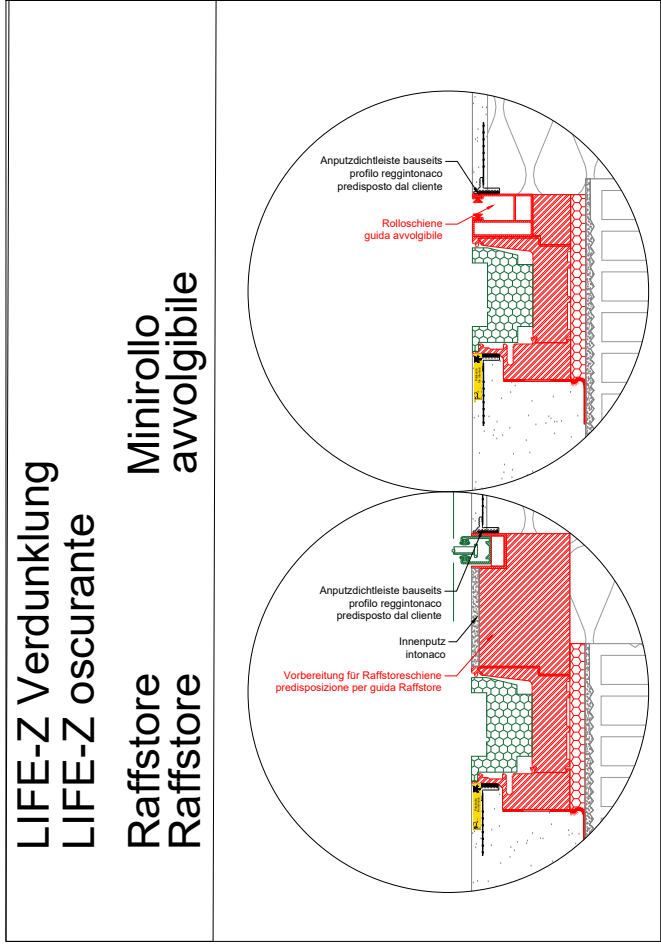 LIFE-Z Verdunklung
LIFE-Z oscurante
Raffstore
Raffstore
Minirollo
avvolgibile
Anputzdichtleiste bauseits
profilo reggintonaco
predisposto dal cliente
Rolloschiene
guida avvolgibile
Anputzdichtleiste bauseits
profilo reggintonaco
predisposto dal cliente
Innenputz
intonaco
Vorbereitung für Raffstoreschiene
predisposizione per guida Raffstore